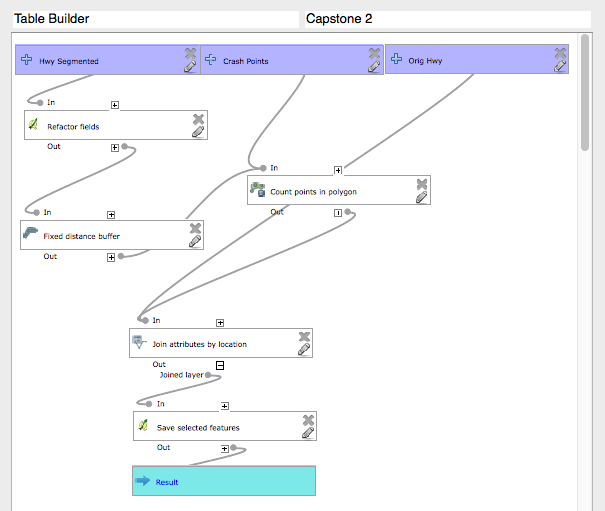 Table Builder
Capstone 2
Hwy Segmented
Crash Points
Orig Hwy
In
Refactor fields
Out
In
Count points in polygon
Out
In
Fixed distance buffer
Out
In
Join attributes by location
Out
Joined layer
In
Save selected features
Out
Result